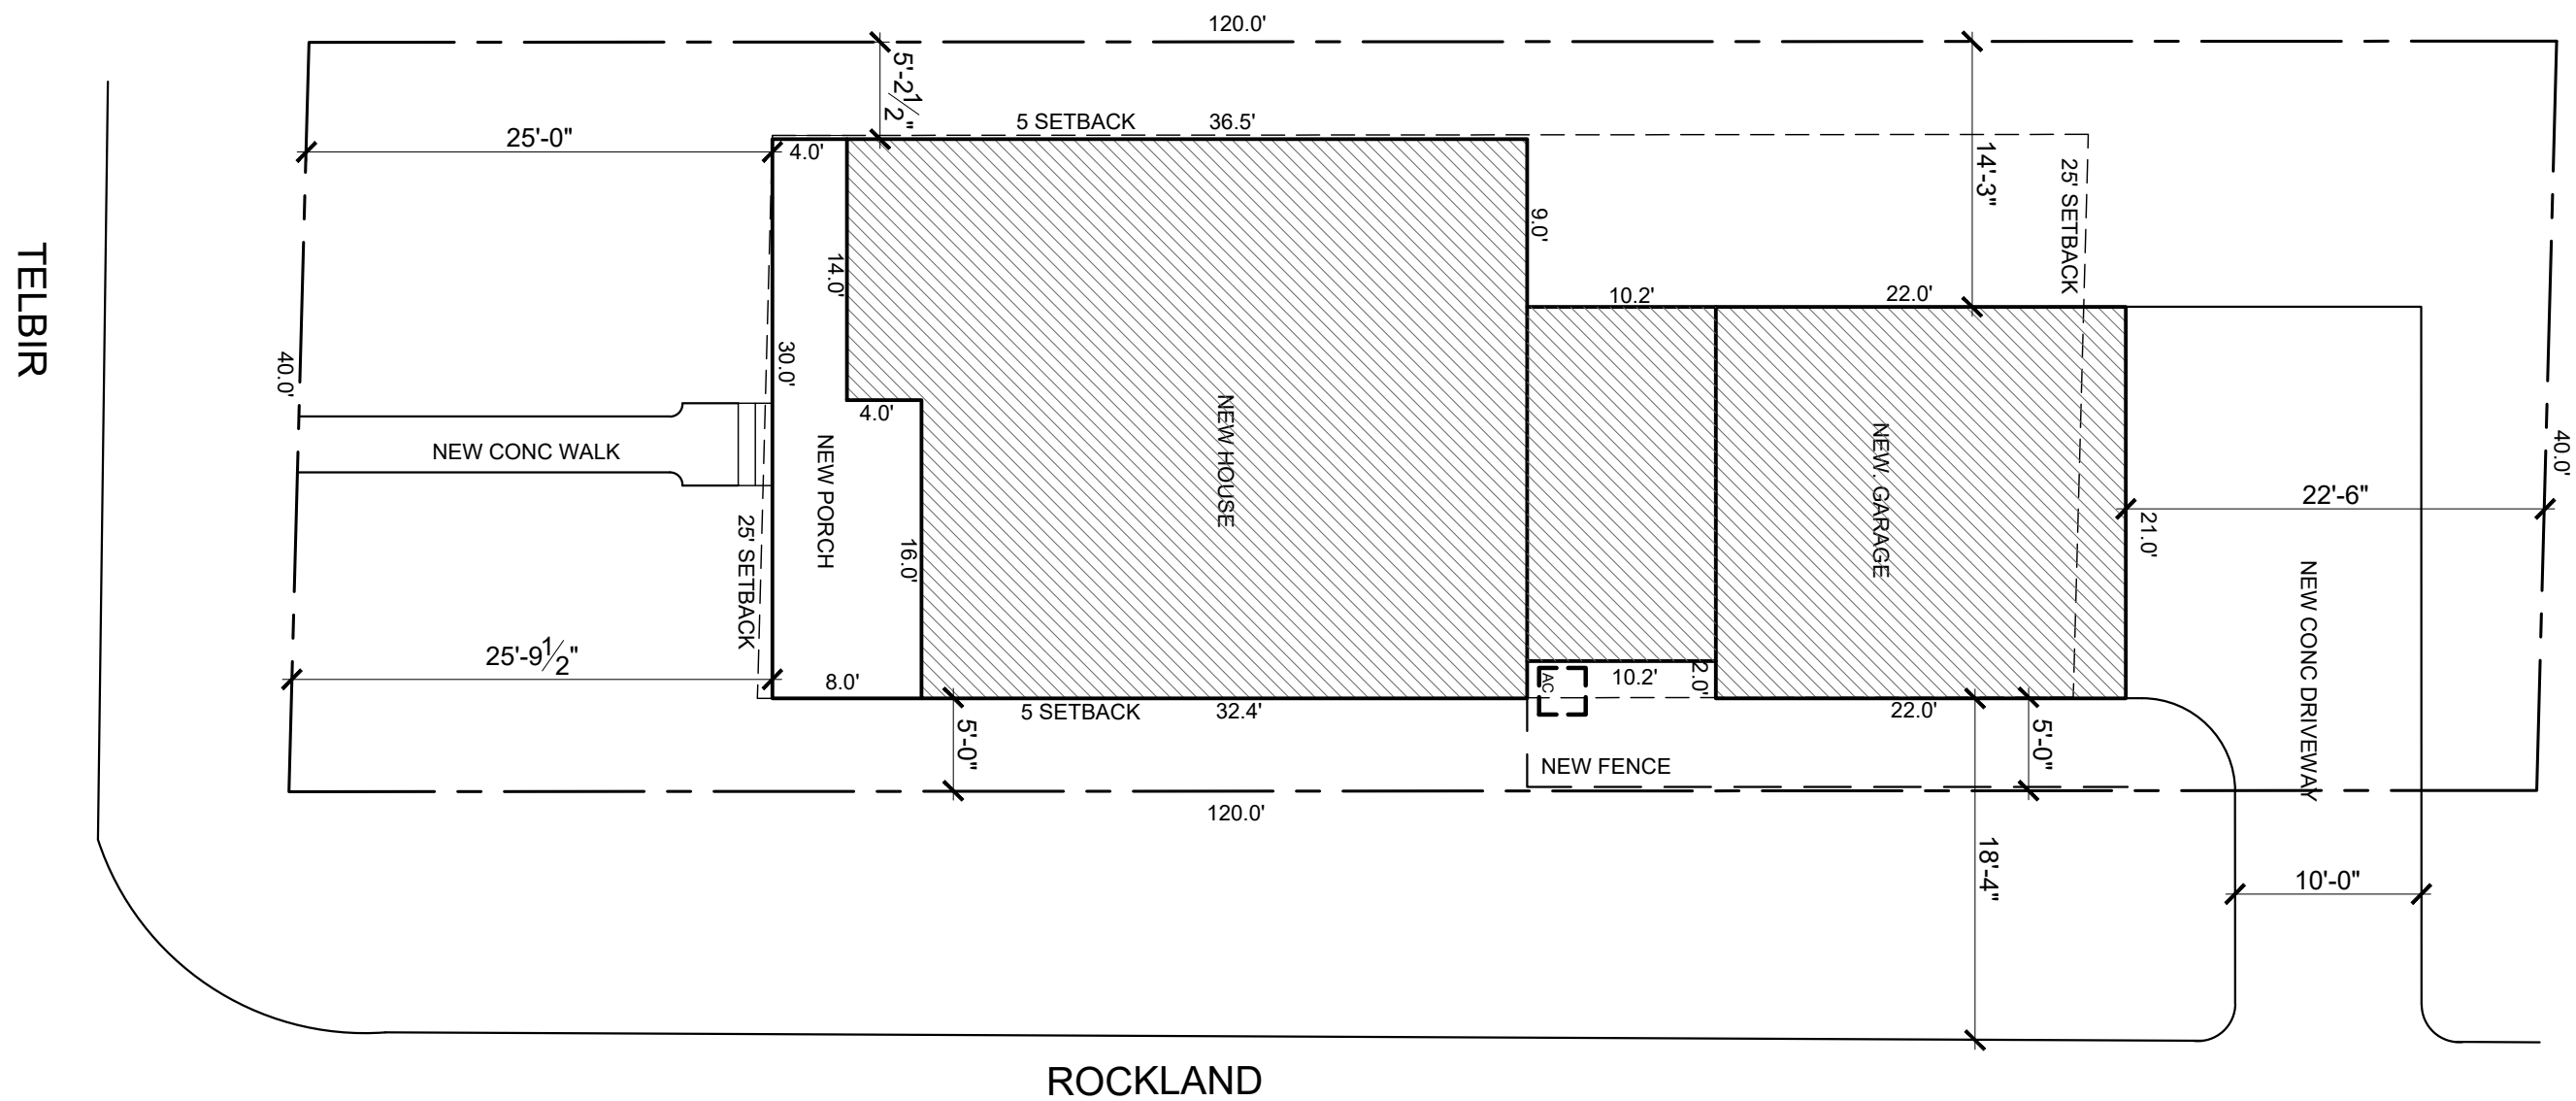 120.0'
5'-2 1/2"
5 SETBACK
36.5'
25'-0"
4.0'
14'-3"
25' SETBACK
9.0'
14.0'
10.2'
22.0'
TELBIR
40.0'
30.0'
4.0'
NEW CONC WALK
NEW PORCH
NEW HOUSE
NEW GARAGE
40.0'
22'-6"
21.0'
25' SETBACK
16.0'
NEW CONC DRIVEWAY
25'-9 1/2"
8.0'
AC
10.2'
2.0'
5 SETBACK
32.4'
22.0'
5'-0"
5'-0"
NEW FENCE
120.0'
18'-4"
10'-0"
ROCKLAND